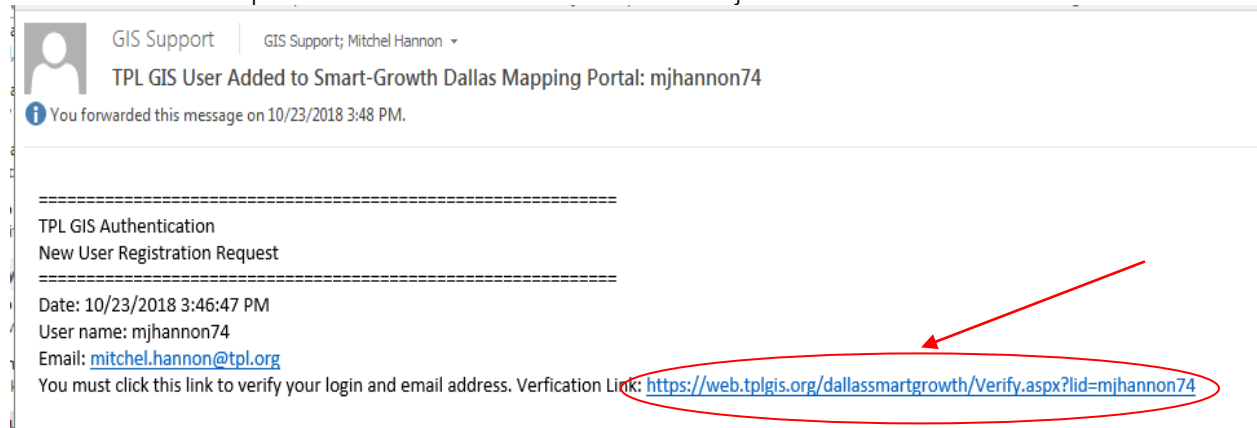 GIS Support GIS Support; Mitchel Hannon
TPL GIS User Added to Smart-Growth Dallas Mapping Portal: mjhannon74
You forwarded this message on 10/23/2018 3:48 PM.
=============================================================
TPL GIS Authentication
New User Registration Request
=============================================================
Date: 10/23/2018 3:46:47 PM
User name: mjhannon74
Email: mitchel.hannon@tpl.org
You must click this link to verify your login and email address. Verfication Link: https://web.tplgis.org/dallassmartgrowth/Verify.aspx?lid=mjhannon74